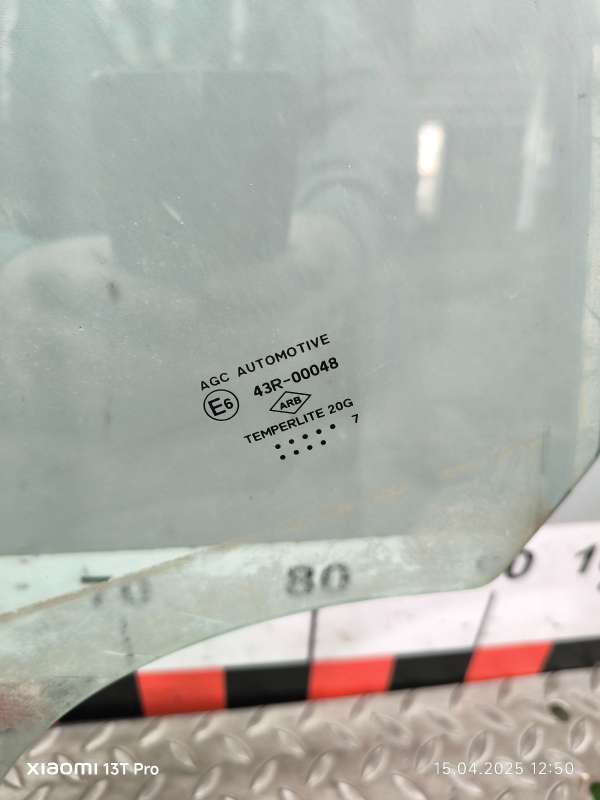 AGC AUTOMOTIVE
E6 43R-00048
ARB
TEMPERLITE 20G
7
70 80 90
XIAOMI 13T Pro
15.04.2025 12:50